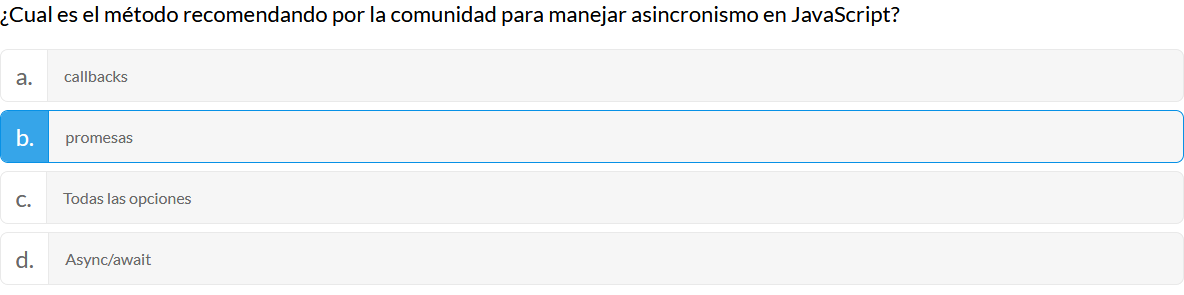 ¿Cual es el método recomendando por la comunidad para manejar asincronismo en JavaScript?
a. callbacks
b. promesas
c. Todas las opciones
d. Async/await